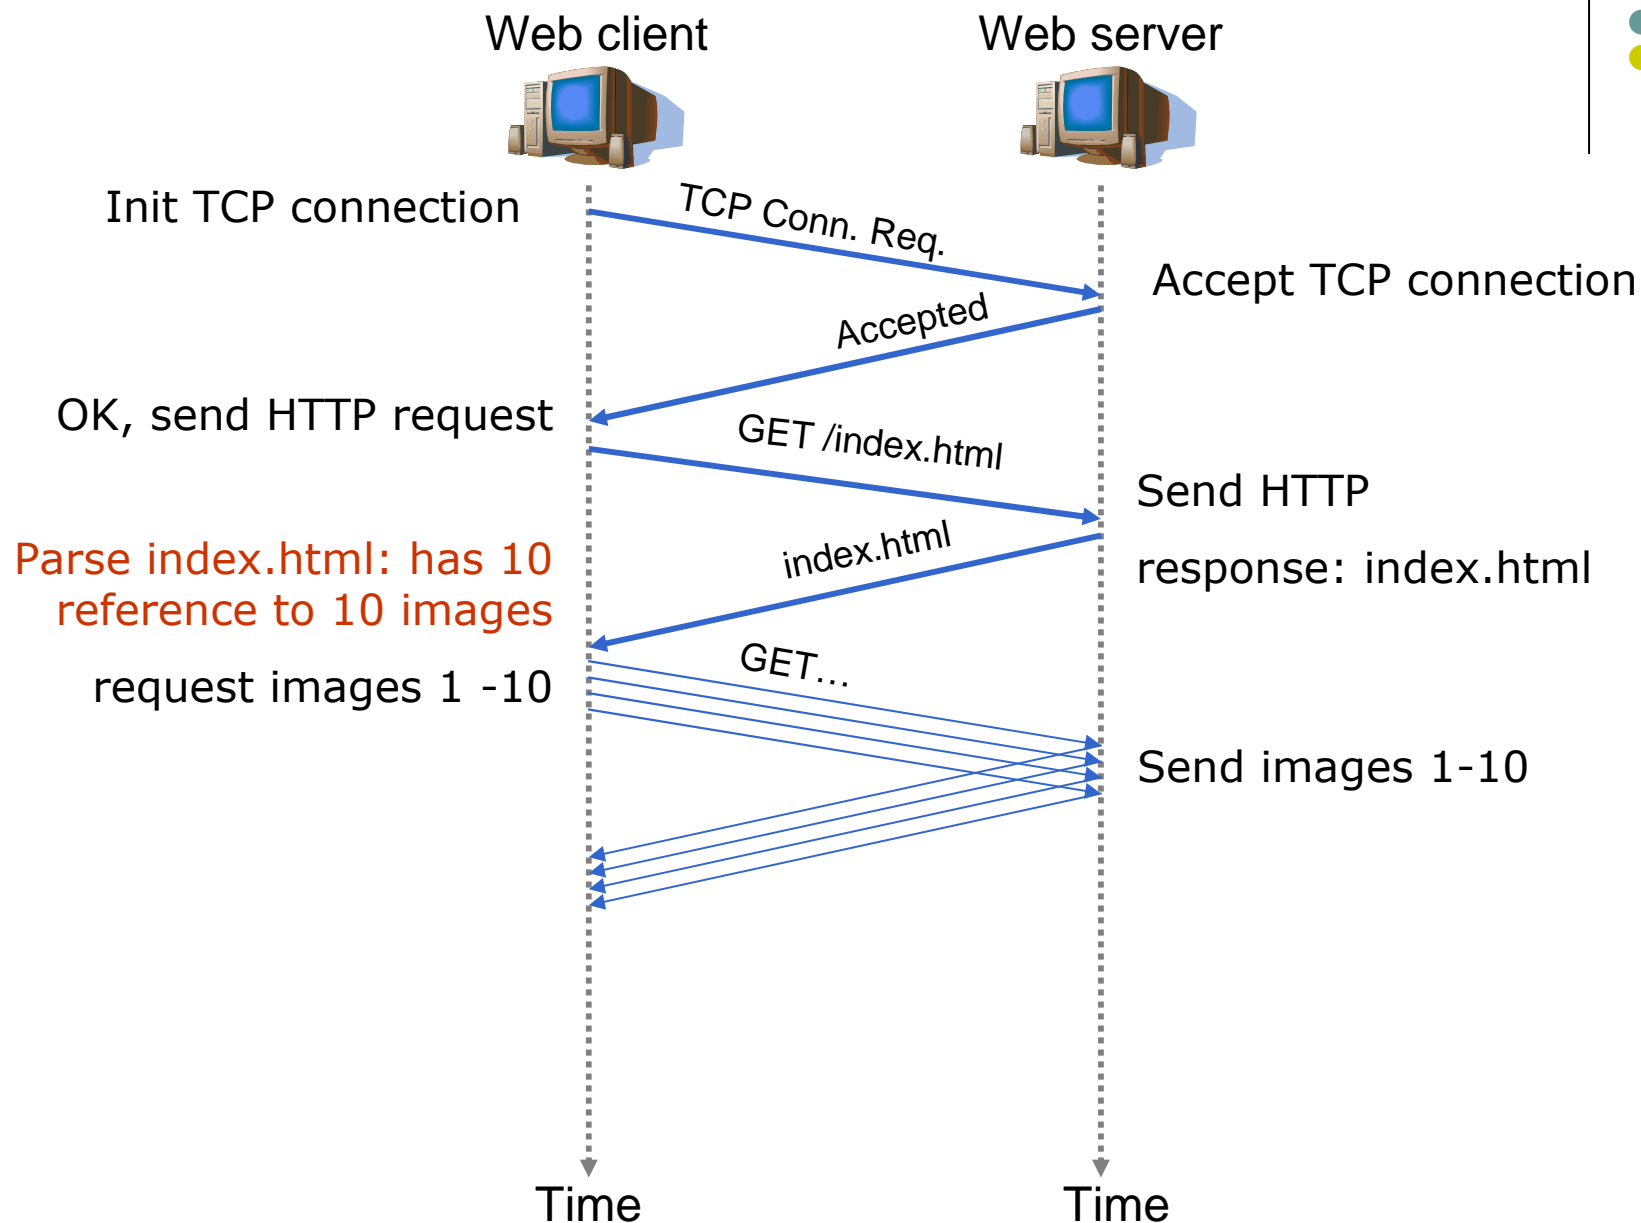 Web client
Web server
Init TCP connection
TCP Conn. Req.
Accept TCP connection
Accepted
OK, send HTTP request
GET /index.html
Send HTTP
response: index.html
index.html
Parse index.html: has 10
reference to 10 images
request images 1 -10
GET…
Send images 1-10
Time
Time